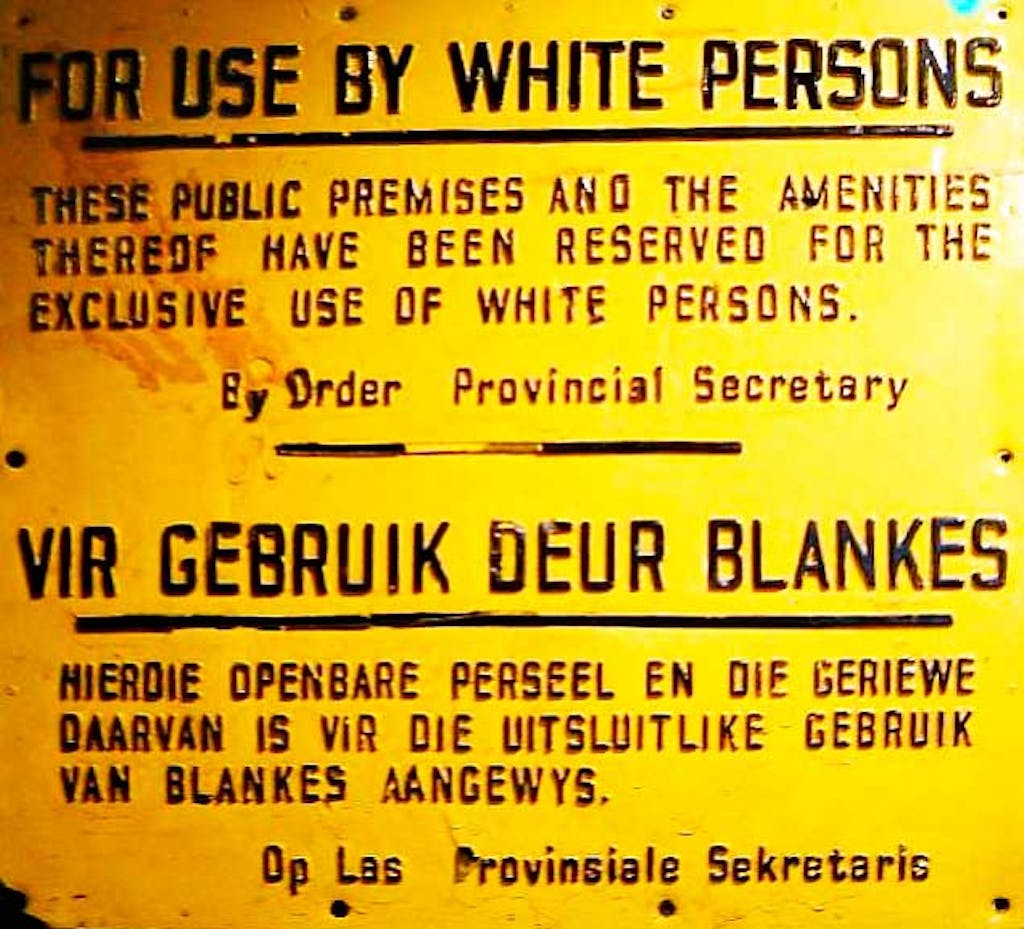 FOR USE BY WHITE PERSONS
THESE PUBLIC PREMISES AND THE AMENITIES
THEREOF HAVE BEEN RESERVED FOR THE
EXCLUSIVE USE OF WHITE PERSONS.
By Order Provincial Secretary
VIR GEBRUIK DEUR BLANKES
HIERDIE OPENBARE PERSEEL EN DIE GERIEWE
DAARVAN IS VIR DIE UITSLUITLIKE GEBRUIK
VAN BLANKES AANGEWYS.
Op Las Provinsiale Sekretaris